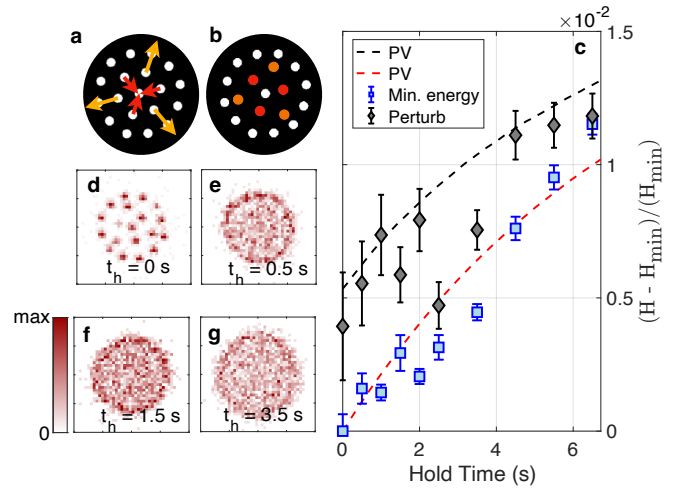 a
b
×10⁻²
1.5
c
PV
PV
Min. energy
Perturb
1
(H - H_min)/(H_min)
0.5
0
0
2
4
6
Hold Time (s)
d
t_h = 0 s
e
t_h = 0.5 s
max
0
f
t_h = 1.5 s
g
t_h = 3.5 s